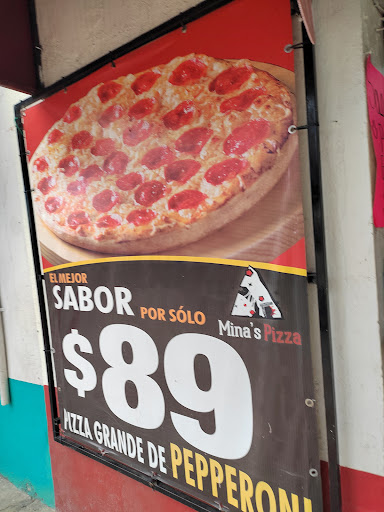 EL MEJOR
SABOR POR SÓLO
Mina's Pizza
$89
PIZZA GRANDE DE PEPPERONI